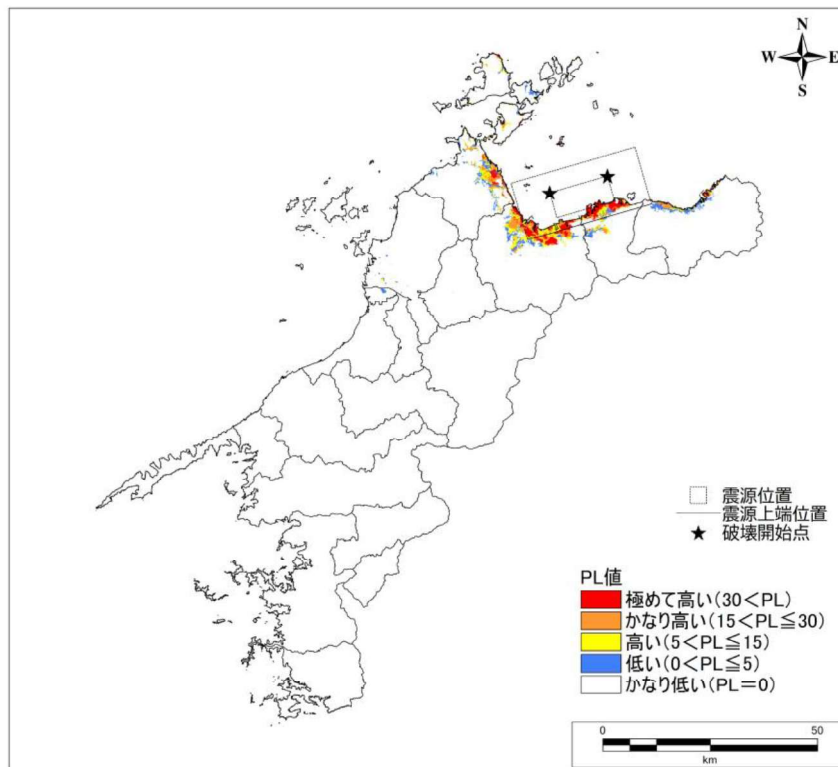 N
W E
S
震源位置
震源上端位置
破壊開始点
PL値
極めて高い(30<PL)
かなり高い(15<PL≦30)
高い(5<PL≦15)
低い(0<PL≦5)
かなり低い(PL=0)
0 50
km